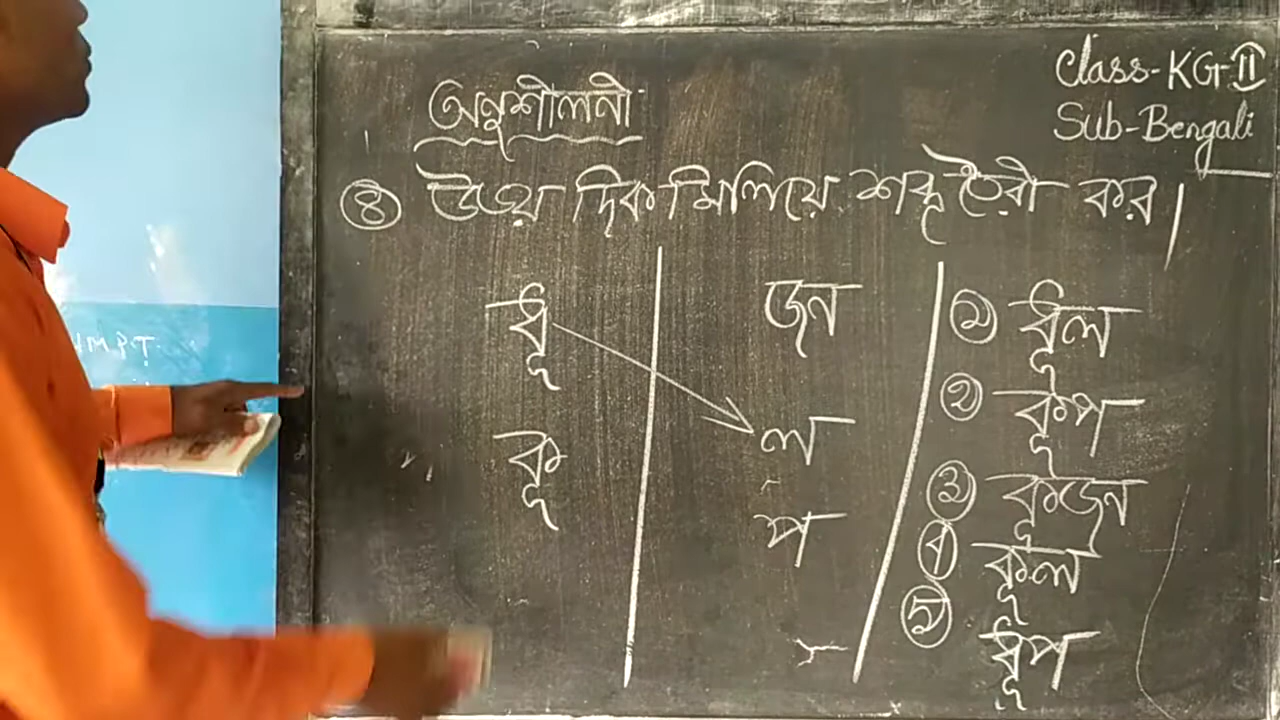 Class-KG-II
Sub-Bengali
অনুশীলনী
৪ উভয় দিক মিলিয়ে শব্দ তৈরী কর।
ধূ
কূ
জন
ল
প
১ ধূল
২ কূপ
৩ কূজন
৪ কূল
৫ ধূপ